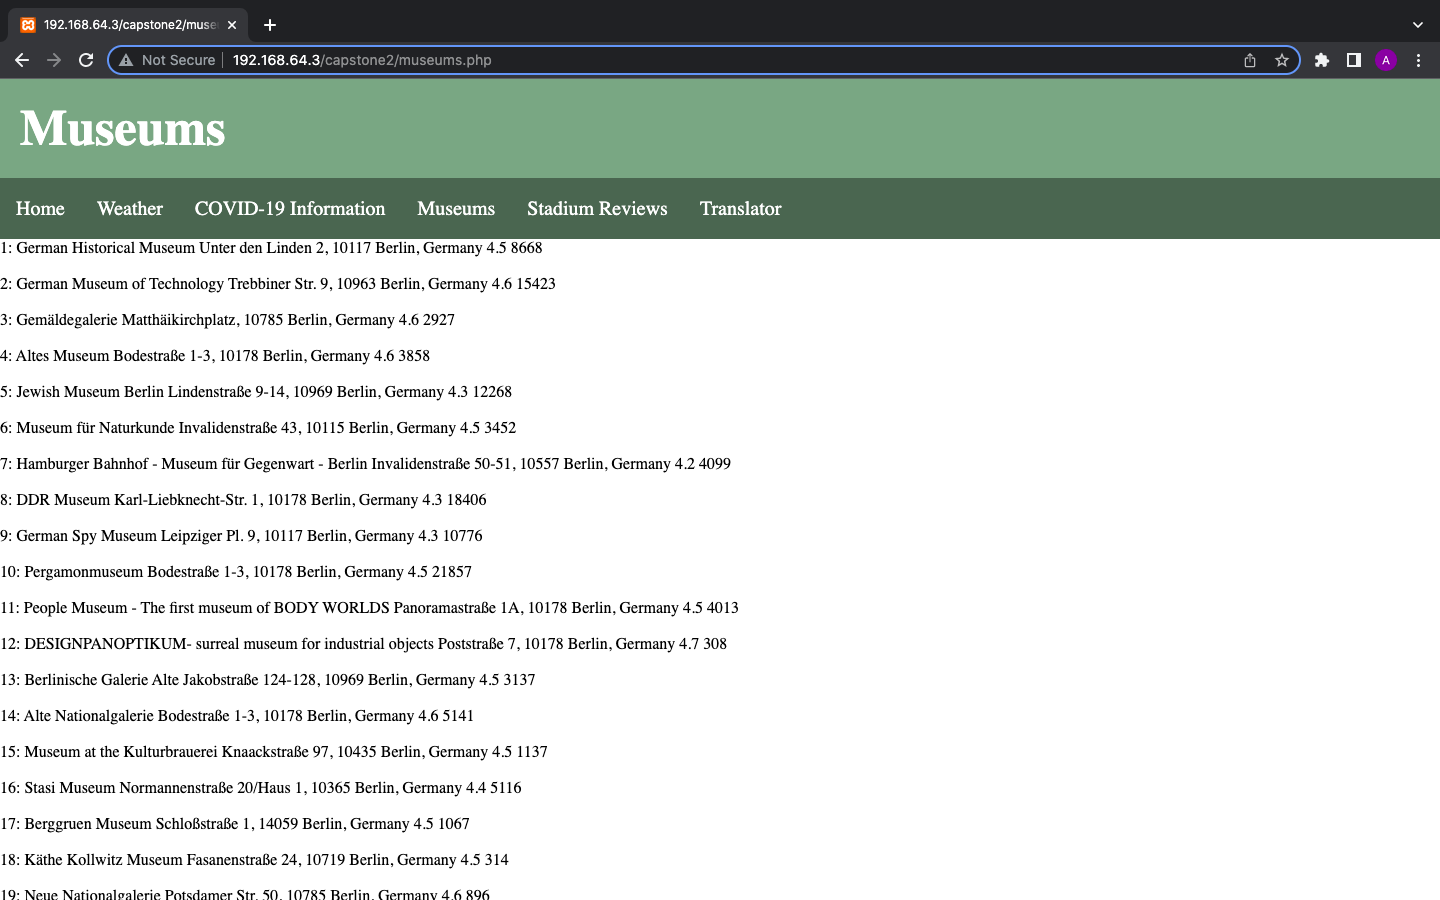 192.168.64.3/capstone2/muse
Not Secure 192.168.64.3/capstone2/museums.php
A
Museums
Home Weather COVID-19 Information Museums Stadium Reviews Translator
1: German Historical Museum Unter den Linden 2, 10117 Berlin, Germany 4.5 8668
2: German Museum of Technology Trebbiner Str. 9, 10963 Berlin, Germany 4.6 15423
3: Gemäldegalerie Matthäikirchplatz, 10785 Berlin, Germany 4.6 2927
4: Altes Museum Bodestraße 1-3, 10178 Berlin, Germany 4.6 3858
5: Jewish Museum Berlin Lindenstraße 9-14, 10969 Berlin, Germany 4.3 12268
6: Museum für Naturkunde Invalidenstraße 43, 10115 Berlin, Germany 4.5 3452
7: Hamburger Bahnhof - Museum für Gegenwart - Berlin Invalidenstraße 50-51, 10557 Berlin, Germany 4.2 4099
8: DDR Museum Karl-Liebknecht-Str. 1, 10178 Berlin, Germany 4.3 18406
9: German Spy Museum Leipziger Pl. 9, 10117 Berlin, Germany 4.3 10776
10: Pergamonmuseum Bodestraße 1-3, 10178 Berlin, Germany 4.5 21857
11: People Museum - The first museum of BODY WORLDS Panoramastraße 1A, 10178 Berlin, Germany 4.5 4013
12: DESIGNPANOPTIKUM- surreal museum for industrial objects Poststraße 7, 10178 Berlin, Germany 4.7 308
13: Berlinische Galerie Alte Jakobstraße 124-128, 10969 Berlin, Germany 4.5 3137
14: Alte Nationalgalerie Bodestraße 1-3, 10178 Berlin, Germany 4.6 5141
15: Museum at the Kulturbrauerei Knaackstraße 97, 10435 Berlin, Germany 4.5 1137
16: Stasi Museum Normannenstraße 20/Haus 1, 10365 Berlin, Germany 4.4 5116
17: Berggruen Museum Schloßstraße 1, 14059 Berlin, Germany 4.5 1067
18: Käthe Kollwitz Museum Fasanenstraße 24, 10719 Berlin, Germany 4.5 314
19: Neue Nationalgalerie Potsdamer Str. 50, 10785 Berlin, Germany 4.6 896